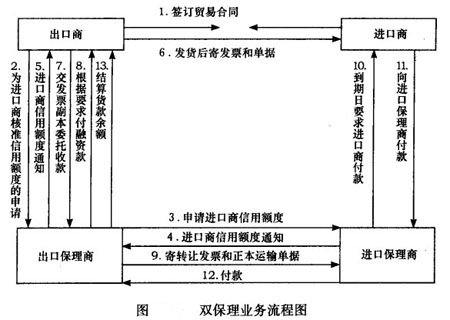 1.签订贸易合同
出口商
进口商
6.发货后寄发票和单据
2.为进口商核准信用额度的申请
5.进口商信用额度通知
7.交发票副本委托收款
8.根据要求付融资款
13.结算货款余额
10.到期日要求进口商付款
11.向进口保理商付款
3.申请进口商信用额度
4.进口商信用额度通知
出口保理商
进口保理商
9.寄转让发票和正本运输单据
12.付款
图 双保理业务流程图